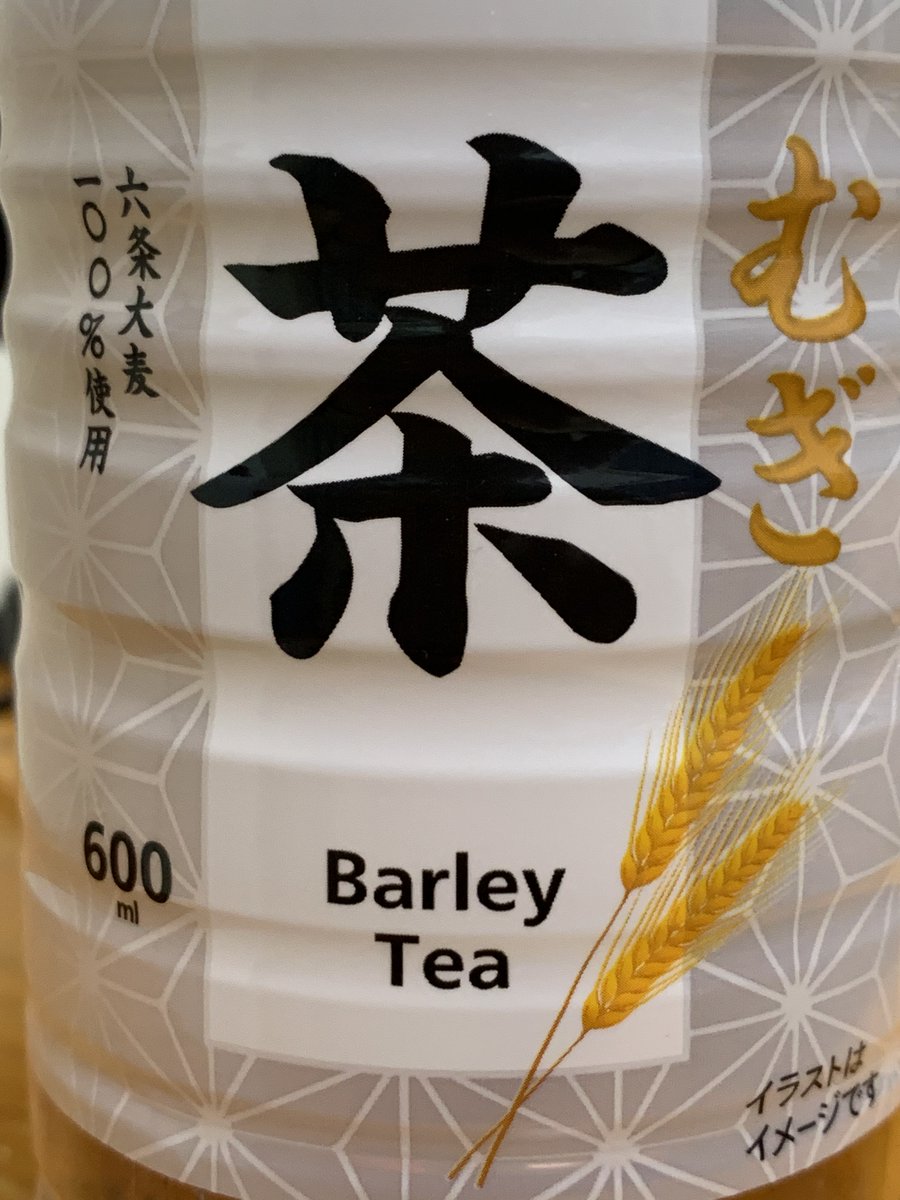 むぎ
茶
六条大麦
一〇〇%使用
600
ml
Barley
Tea
イラストは
イメージです